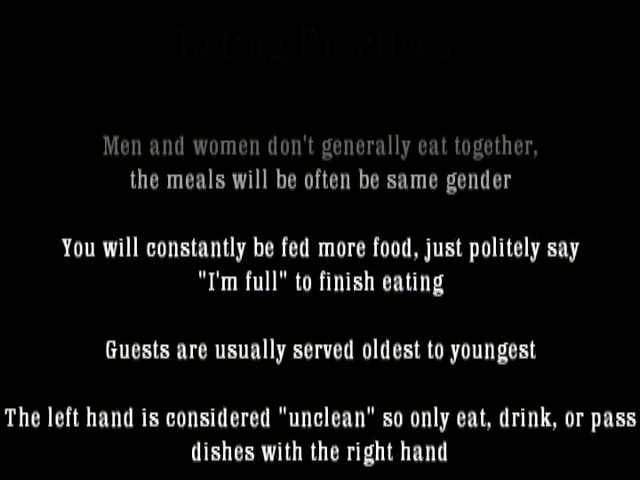 Eating Practices:
Men and women don't generally eat together,
the meals will be often be same gender
You will constantly be fed more food, just politely say
"I'm full" to finish eating
Guests are usually served oldest to youngest
The left hand is considered "unclean" so only eat, drink, or pass
dishes with the right hand